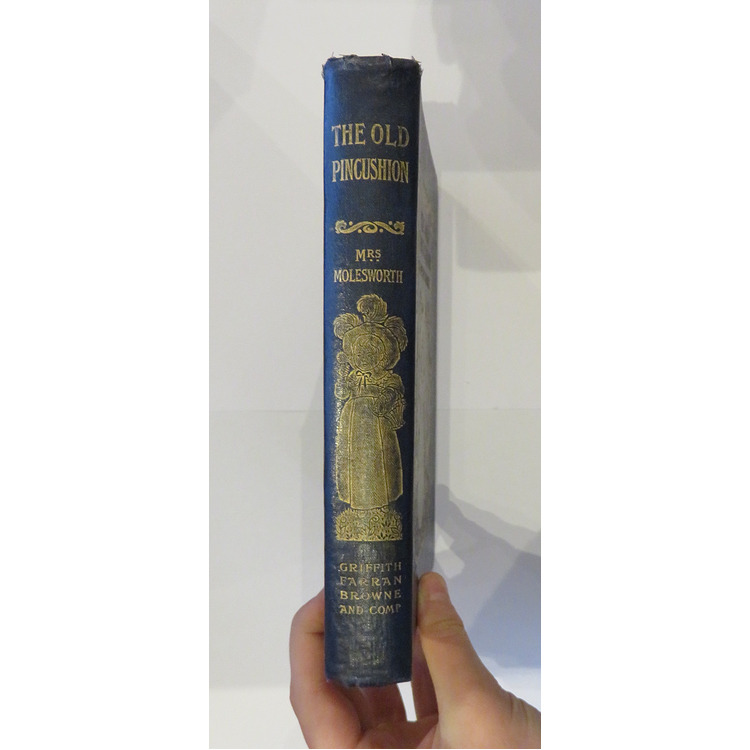 THE OLD
PINCUSHION
MRS
MOLESWORTH
GRIFFITH
FARRAN
BROWNE
AND COMP